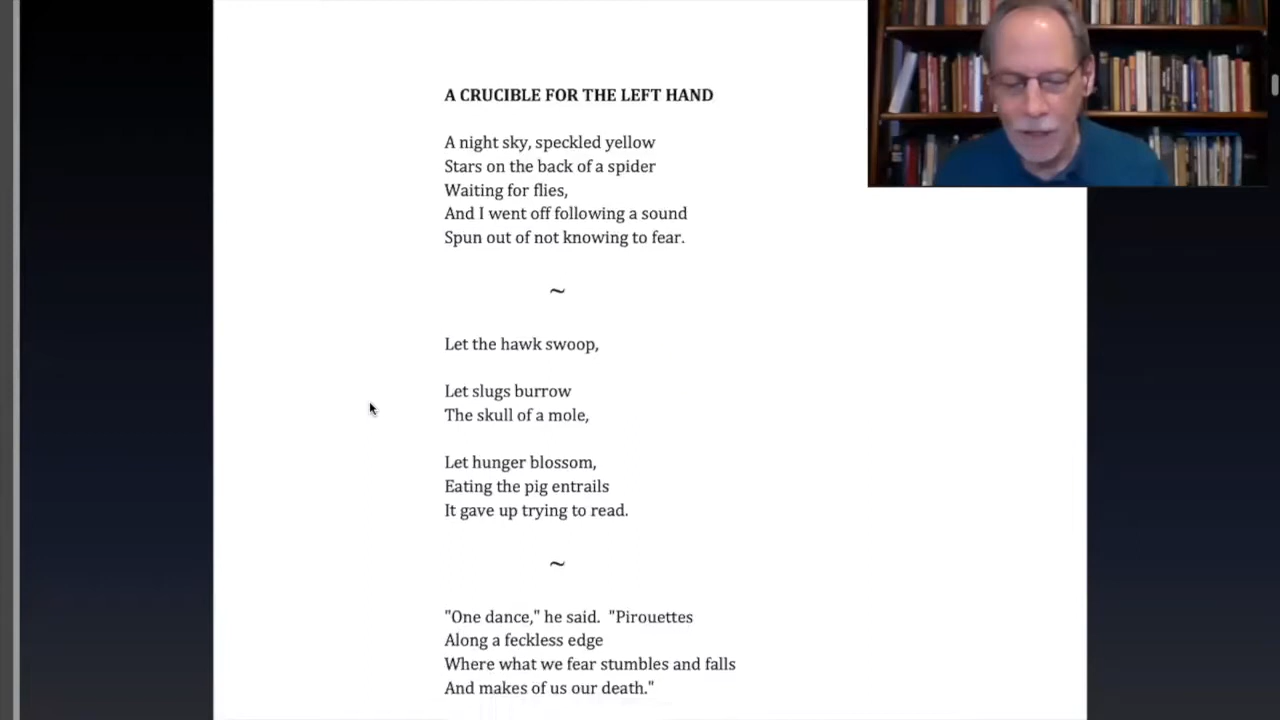 A CRUCIBLE FOR THE LEFT HAND
A night sky, speckled yellow
Stars on the back of a spider
Waiting for flies,
And I went off following a sound
Spun out of not knowing to fear.
~
Let the hawk swoop,
Let slugs burrow
The skull of a mole,
Let hunger blossom,
Eating the pig entrails
It gave up trying to read.
~
"One dance," he said.  "Pirouettes
Along a feckless edge
Where what we fear stumbles and falls
And makes of us our death."